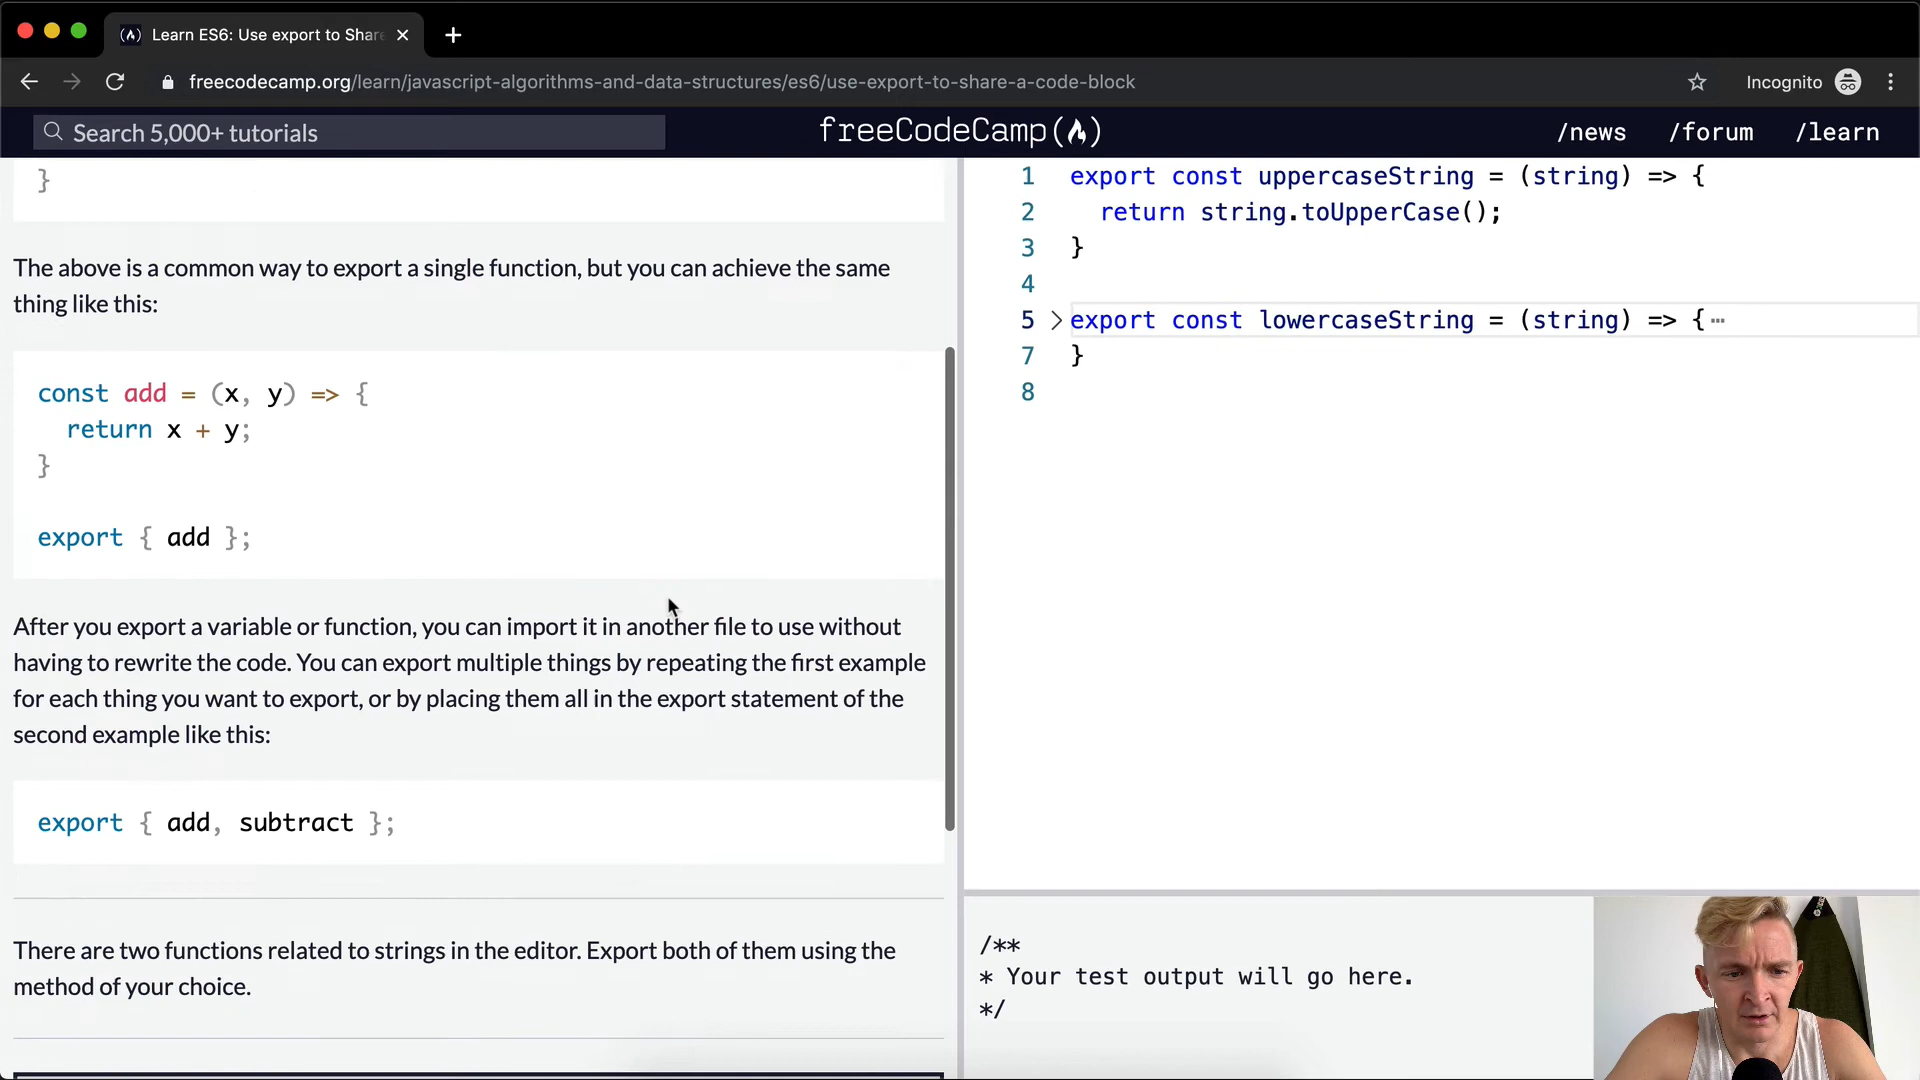 Learn ES6: Use export to Shar
freecodecamp.org/learn/javascript-algorithms-and-data-structures/es6/use-export-to-share-a-code-block
Incognito
Search 5,000+ tutorials
freeCodeCamp(🔥)
/news /forum /learn
}
The above is a common way to export a single function, but you can achieve the same
thing like this:
const add = (x, y) => {
return x + y;
}
export { add };
After you export a variable or function, you can import it in another file to use without
having to rewrite the code. You can export multiple things by repeating the first example
for each thing you want to export, or by placing them all in the export statement of the
second example like this:
export { add, subtract };
There are two functions related to strings in the editor. Export both of them using the
method of your choice.
1 export const uppercaseString = (string) => {
2 return string.toUpperCase();
3 }
4
5 export const lowercaseString = (string) => {…
7 }
8
/**
* Your test output will go here.
*/